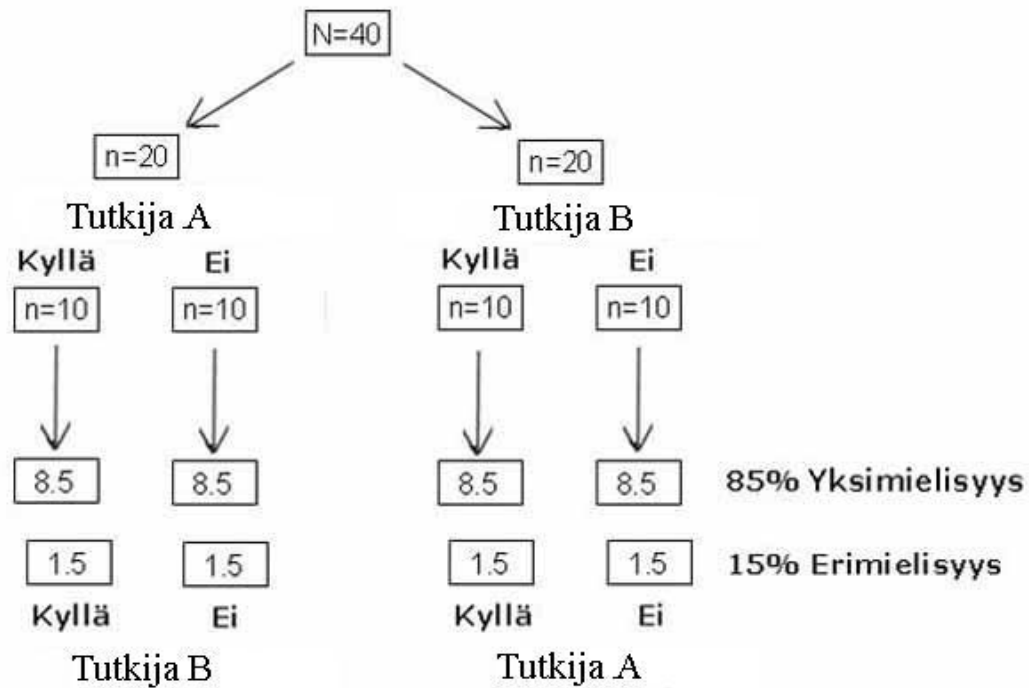 N=40
n=20 n=20
Tutkija A Tutkija B
Kyllä Ei Kyllä Ei
n=10 n=10 n=10 n=10
8.5 8.5 8.5 8.5 85% Yksimielisyys
1.5 1.5 1.5 1.5 15% Erimielisyys
Kyllä Ei Kyllä Ei
Tutkija B Tutkija A